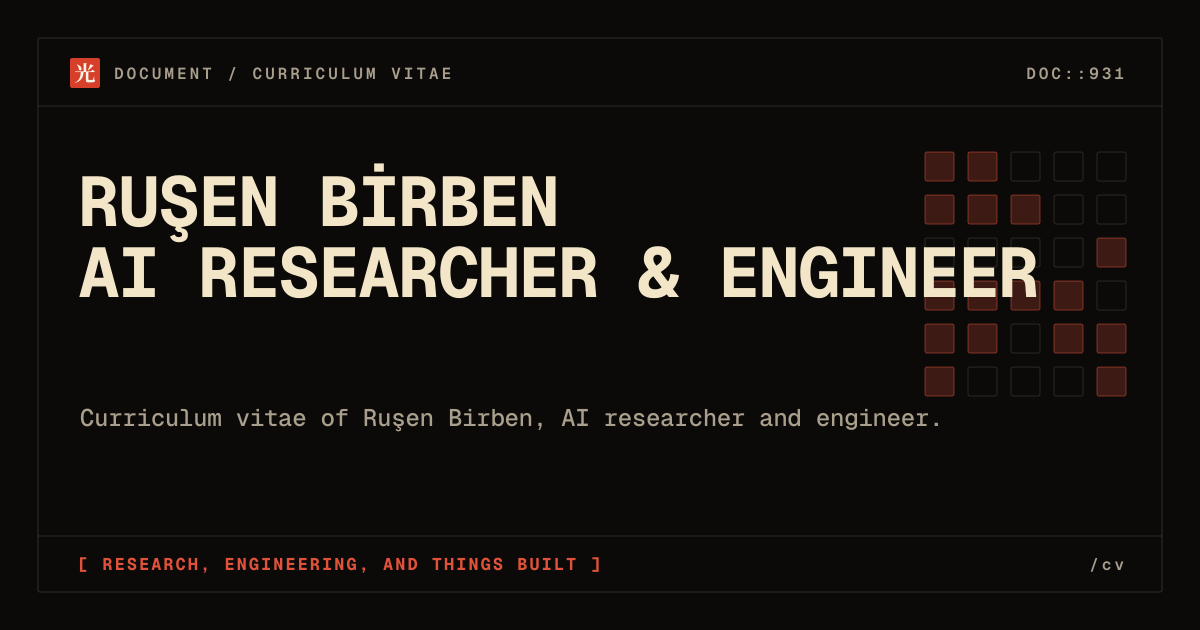 光 DOCUMENT / CURRICULUM VITAE
DOC::931
RUŞEN BİRBEN
AI RESEARCHER & ENGINEER
Curriculum vitae of Ruşen Birben, AI researcher and engineer.
[ RESEARCH, ENGINEERING, AND THINGS BUILT ]
/cv